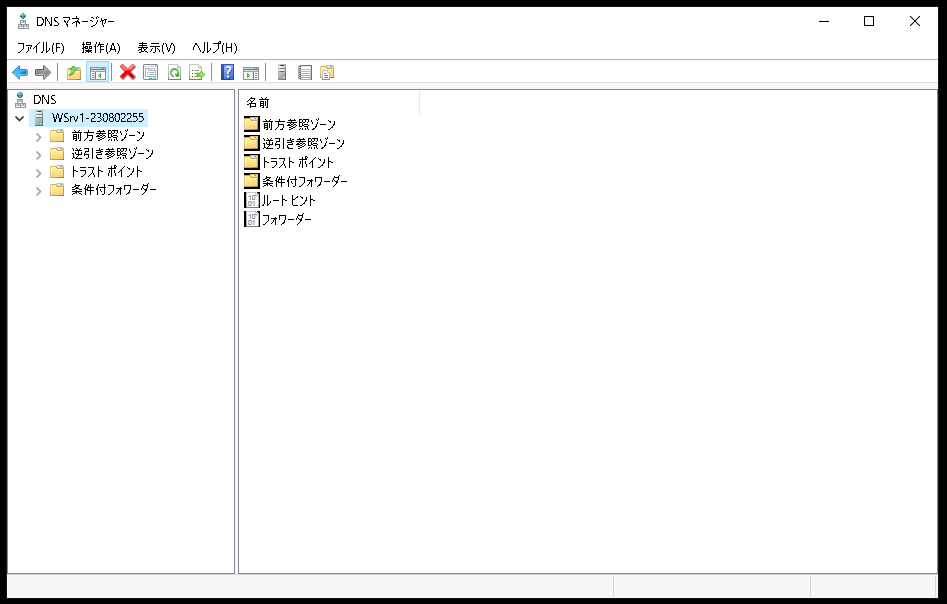 DNS マネージャー
ファイル(F) 操作(A) 表示(V) ヘルプ(H)
DNS
WSrv1-230802255
前方参照ゾーン
逆引き参照ゾーン
トラスト ポイント
条件付フォワーダー
名前
前方参照ゾーン
逆引き参照ゾーン
トラスト ポイント
条件付フォワーダー
ルート ヒント
フォワーダー